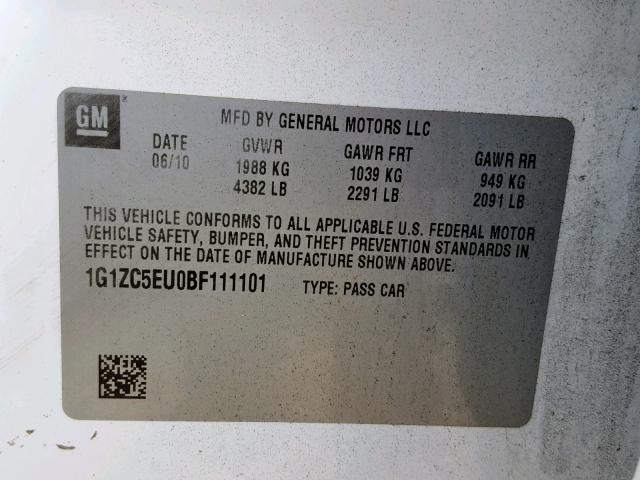 GM
MFD BY GENERAL MOTORS LLC
DATE GVWR GAWR FRT GAWR RR
06/10 1988 KG 1039 KG 949 KG
4382 LB 2291 LB 2091 LB
THIS VEHICLE CONFORMS TO ALL APPLICABLE U.S. FEDERAL MOTOR
VEHICLE SAFETY, BUMPER, AND THEFT PREVENTION STANDARDS IN
EFFECT ON THE DATE OF MANUFACTURE SHOWN ABOVE.
1G1ZC5EU0BF111101 TYPE: PASS CAR